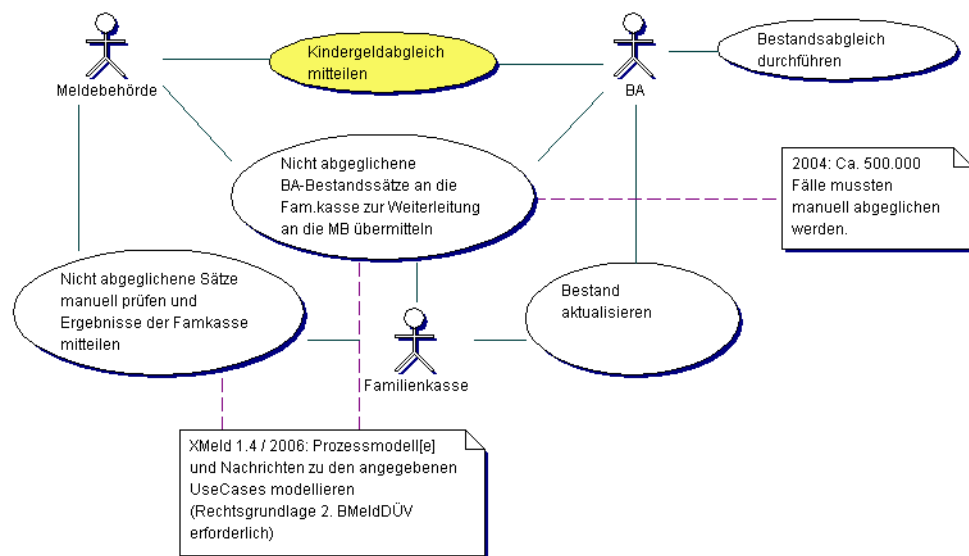 Kindergeldabgleich
mitteilen
Bestandsabgleich
durchführen
Meldebehörde
BA
Nicht abgeglichene
BA-Bestandssätze an die
Fam.kasse zur Weiterleitung
an die MB übermitteln
2004: Ca. 500.000
Fälle mussten
manuell abgeglichen
werden.
Nicht abgeglichene Sätze
manuell prüfen und
Ergebnisse der Famkasse
mitteilen
Bestand
aktualisieren
Familienkasse
XMeld 1.4 / 2006: Prozessmodell[e]
und Nachrichten zu den angegebenen
UseCases modellieren
(Rechtsgrundlage 2. BMeldDÜV
erforderlich)